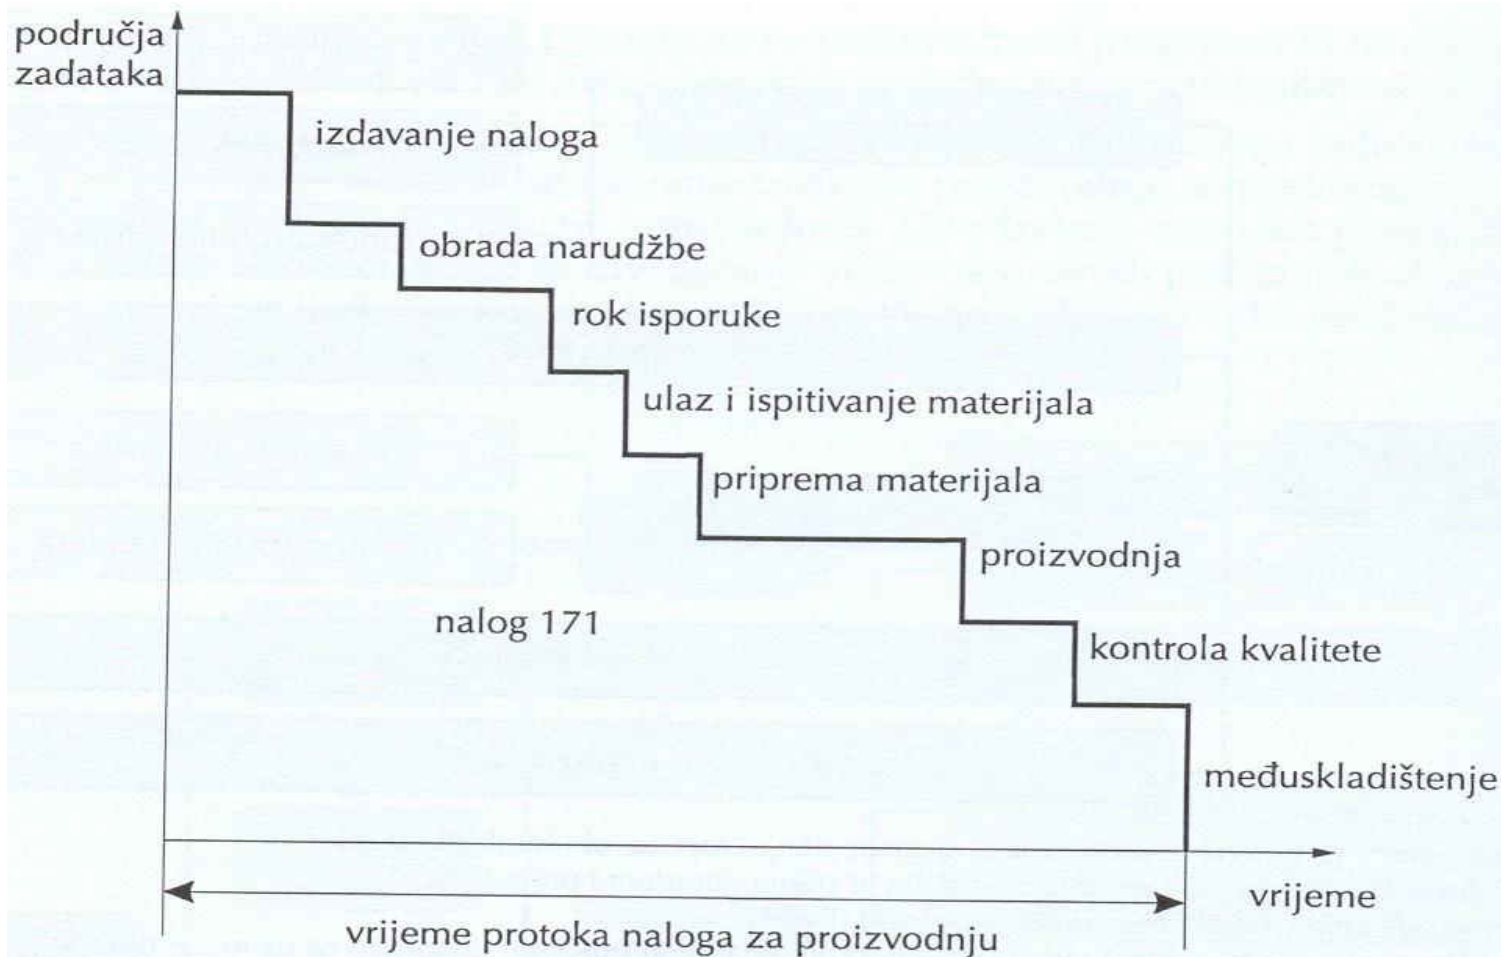 područja
zadataka
izdavanje naloga
obrada narudžbe
rok isporuke
ulaz i ispitivanje materijala
priprema materijala
proizvodnja
nalog 171
kontrola kvalitete
međuskladištenje
vrijeme
vrijeme protoka naloga za proizvodnju